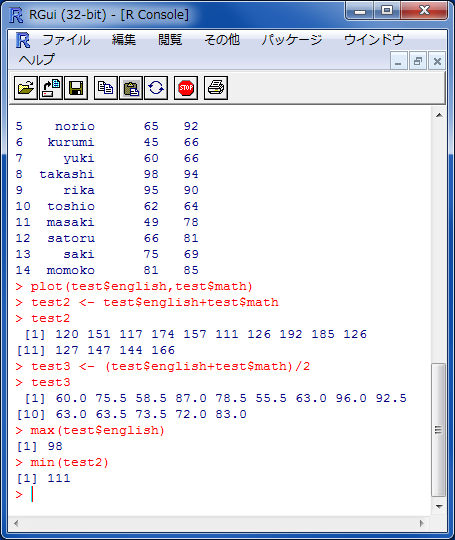 RGui (32-bit) - [R Console]
ファイル 編集 閲覧 その他 パッケージ ウインドウ
ヘルプ
STOP
5 norio 65 92
6 kurumi 45 66
7 yuki 60 66
8 takashi 98 94
9 rika 95 90
10 toshio 62 64
11 masaki 49 78
12 satoru 66 81
13 saki 75 69
14 momoko 81 85
> plot(test$english,test$math)
> test2 <- test$english+test$math
> test2
[1] 120 151 117 174 157 111 126 192 185 126
[11] 127 147 144 166
> test3 <- (test$english+test$math)/2
> test3
[1] 60.0 75.5 58.5 87.0 78.5 55.5 63.0 96.0 92.5
[10] 63.0 63.5 73.5 72.0 83.0
> max(test$english)
[1] 98
> min(test2)
[1] 111
>